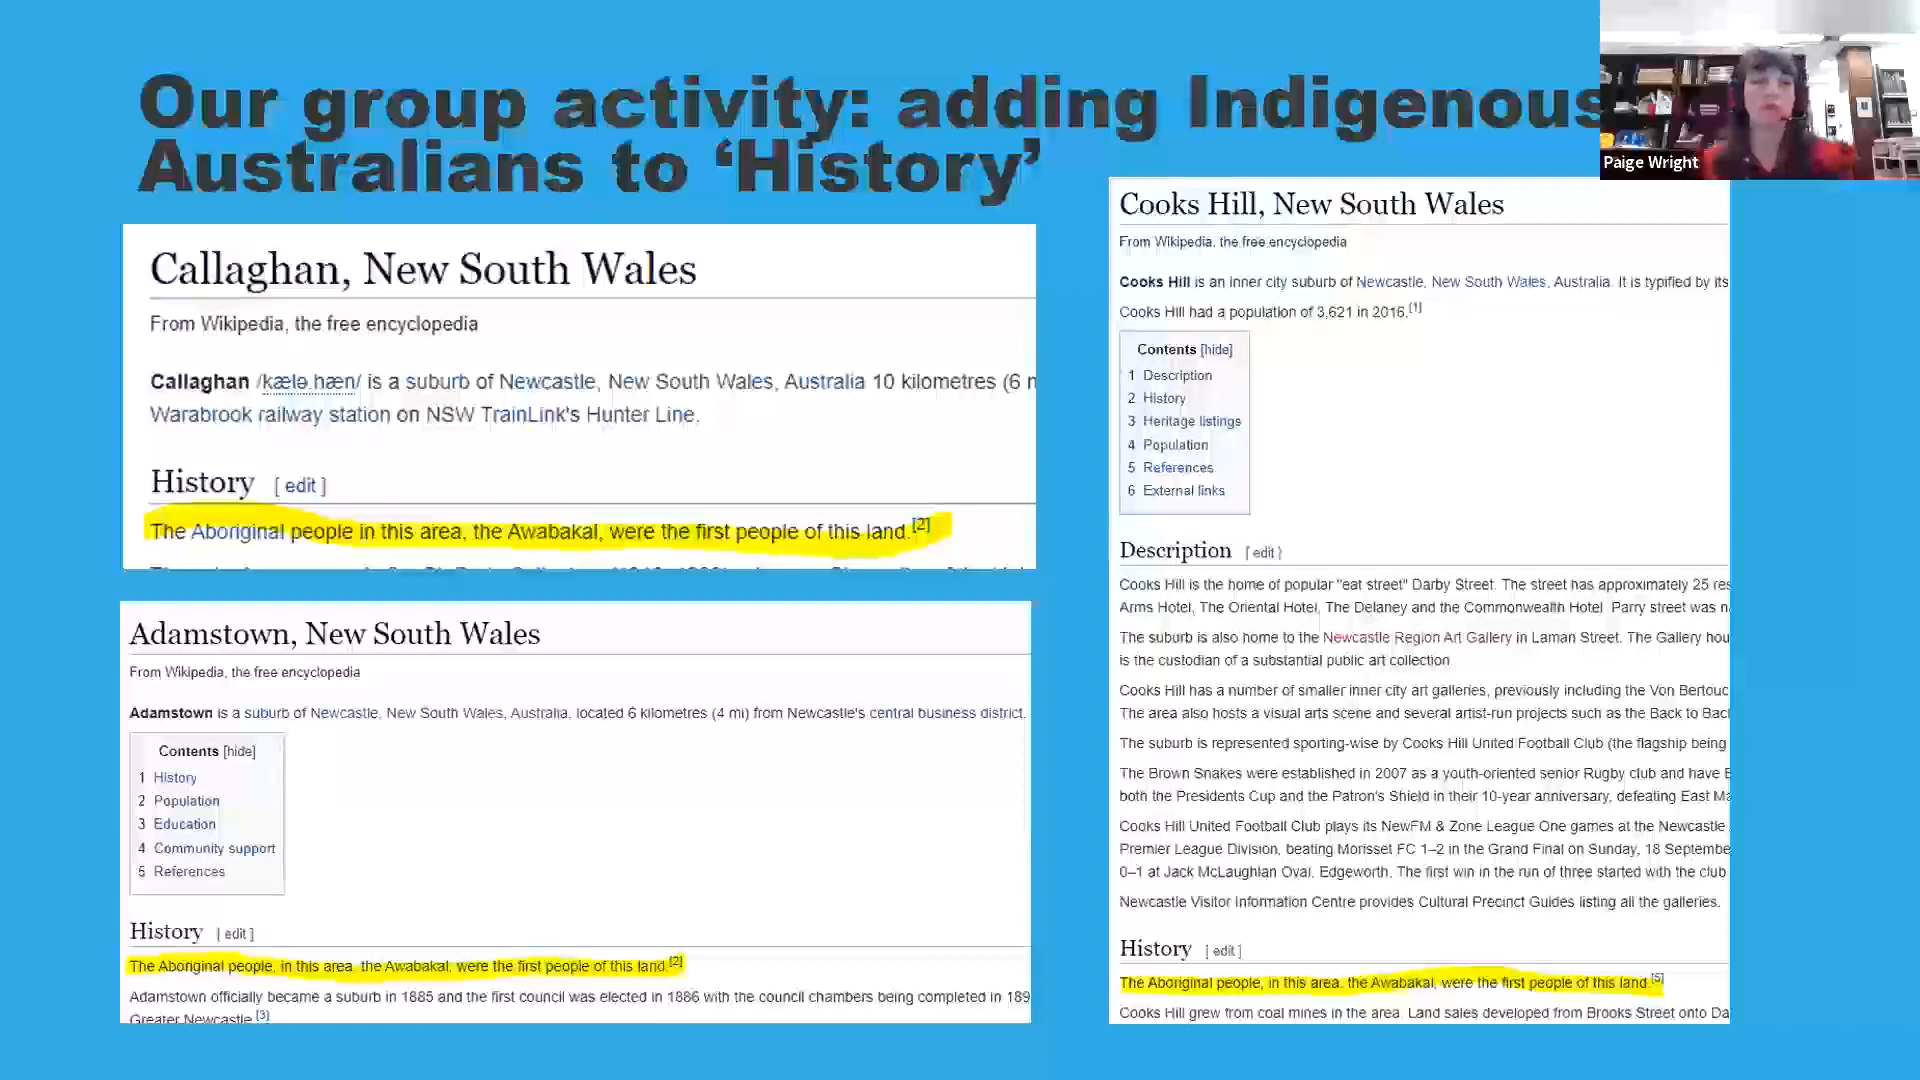 Our group activity: adding Indigenous
Australians to ‘History’
Paige Wright
Callaghan, New South Wales
From Wikipedia, the free encyclopedia
Callaghan /kæləhæn/ is a suburb of Newcastle, New South Wales, Australia 10 kilometres (6 m
Warabrook railway station on NSW TrainLink's Hunter Line.
History [ edit ]
The Aboriginal people in this area, the Awabakal, were the first people of this land.[2]
Adamstown, New South Wales
From Wikipedia, the free encyclopedia
Adamstown is a suburb of Newcastle, New South Wales, Australia, located 6 kilometres (4 mi) from Newcastle's central business district.
Contents [hide]
1 History
2 Population
3 Education
4 Community support
5 References
History [ edit ]
The Aboriginal people, in this area, the Awabakal, were the first people of this land.[2]
Adamstown officially became a suburb in 1885 and the first council was elected in 1886 with the council chambers being completed in 189
Greater Newcastle.[3]
Cooks Hill, New South Wales
From Wikipedia, the free encyclopedia
Cooks Hill is an inner city suburb of Newcastle, New South Wales, Australia. It is typified by its
Cooks Hill had a population of 3,621 in 2016.[1]
Contents [hide]
1 Description
2 History
3 Heritage listings
4 Population
5 References
6 External links
Description [ edit ]
Cooks Hill is the home of popular "eat street" Darby Street. The street has approximately 25 res
Arms Hotel, The Oriental Hotel, The Delaney and the Commonwealth Hotel. Parry street was n
The suburb is also home to the Newcastle Region Art Gallery in Laman Street. The Gallery hou
is the custodian of a substantial public art collection
Cooks Hill has a number of smaller inner city art galleries, previously including the Von Bertouc
The area also hosts a visual arts scene and several artist-run projects such as the Back to Bac
The suburb is represented sporting-wise by Cooks Hill United Football Club (the flagship being
The Brown Snakes were established in 2007 as a youth-oriented senior Rugby club and have
both the Presidents Cup and the Patron's Shield in their 10-year anniversary, defeating East Ma
Cooks Hill United Football Club plays its NewFM & Zone League One games at the Newcastle
Premier League Division, beating Morisset FC 1–2 in the Grand Final on Sunday, 18 Septembe
0–1 at Jack McLaughlan Oval, Edgeworth. The first win in the run of three started with the club
Newcastle Visitor Information Centre provides Cultural Precinct Guides listing all the galleries.
History [ edit ]
The Aboriginal people, in this area, the Awabakal, were the first people of this land.[5]
Cooks Hill grew from coal mines in the area. Land sales developed from Brooks Street onto Da